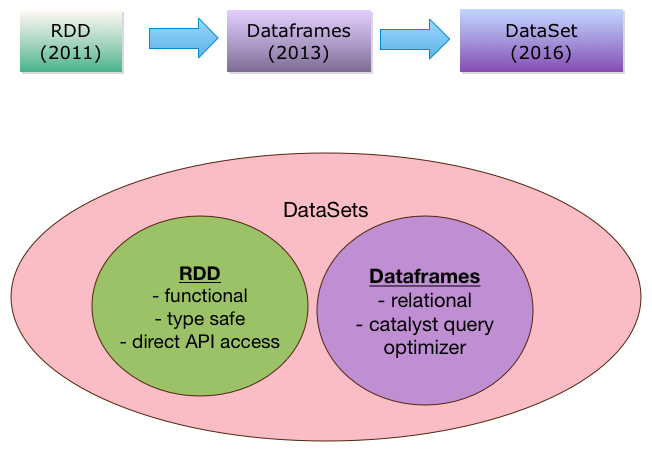 RDD
(2011)
Dataframes
(2013)
DataSet
(2016)
DataSets
RDD
- functional
- type safe
- direct API access
Dataframes
- relational
- catalyst query
optimizer